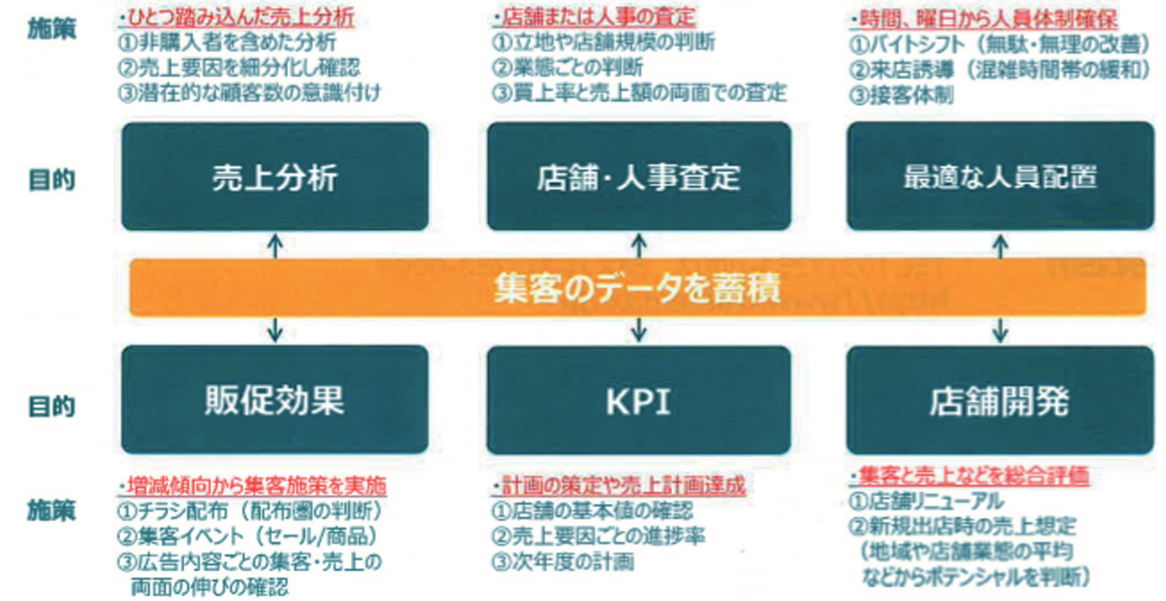 施策
・ひとつ踏み込んだ売上分析
①非購入者を含めた分析
②売上要因を細分化し確認
③潜在的な顧客数の意識付け
・店舗または人事の査定
①立地や店舗規模の判断
②業態ごとの判断
③買上率と売上額の両面での査定
・時間、曜日から人員体制確保
①バイトシフト（無駄・無理の改善）
②来店誘導（混雑時間帯の緩和）
③接客体制
目的
売上分析
店舗・人事査定
最適な人員配置
集客のデータを蓄積
目的
販促効果
KPI
店舗開発
施策
・増減傾向から集客施策を実施
①チラシ配布（配布圏の判断）
②集客イベント（セール/商品）
③広告内容ごとの集客・売上の
両面の伸びの確認
・計画の策定や売上計画達成
①店舗の基本値の確認
②売上要因ごとの進捗率
③次年度の計画
・集客と売上などを総合評価
①店舗リニューアル
②新規出店時の売上想定
（地域や店舗業態の平均
などからポテンシャルを判断）